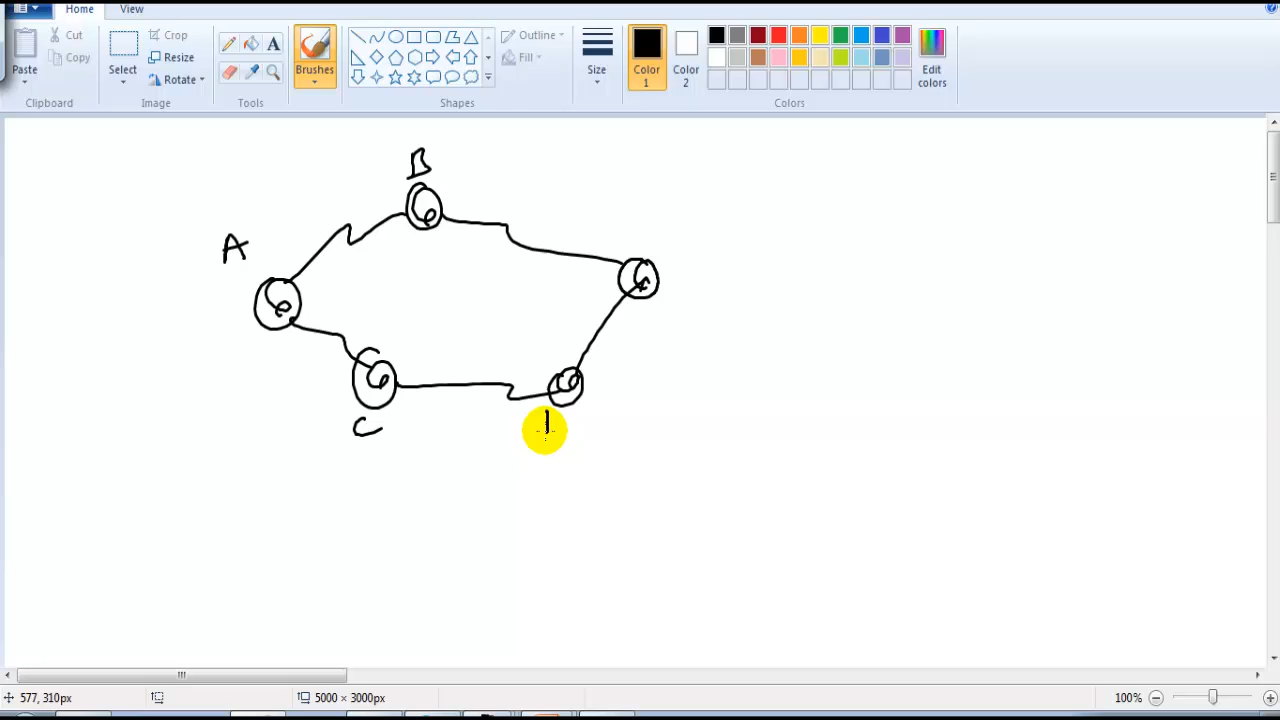 Home View
Cut
Copy
Paste
Clipboard
Select
Crop
Resize
Rotate
Image
A
Tools
Brushes
Outline
Fill
Shapes
Size
Color 1
Color 2
Edit colors
Colors
B
A
C
577, 310px
5000 × 3000px
100%